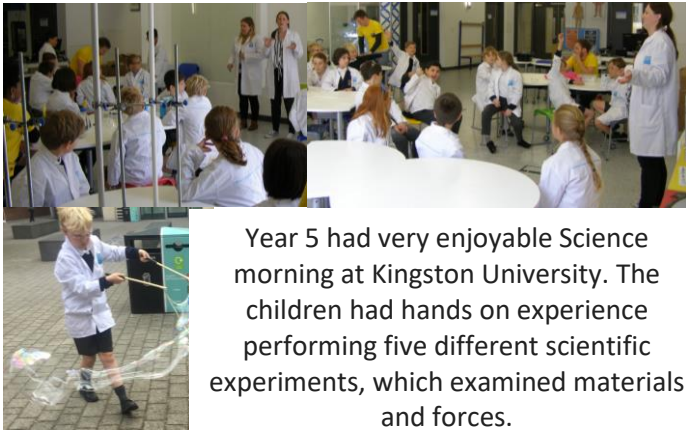 Year 5 had very enjoyable Science
morning at Kingston University. The
children had hands on experience
performing five different scientific
experiments, which examined materials
and forces.